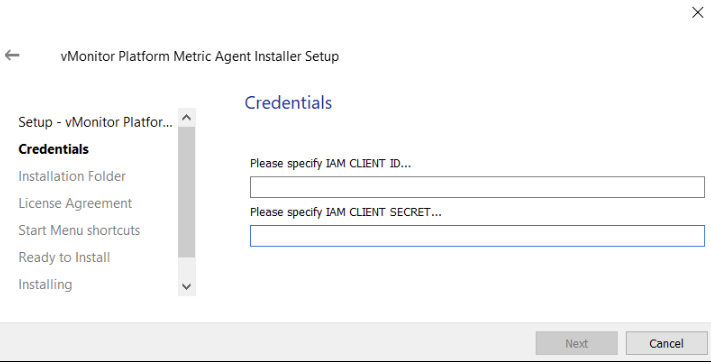 vMonitor Platform Metric Agent Installer Setup
Setup - vMonitor Platfor...
Credentials
Installation Folder
License Agreement
Start Menu shortcuts
Ready to Install
Installing
Credentials
Please specify IAM CLIENT ID...
Please specify IAM CLIENT SECRET...
Next
Cancel